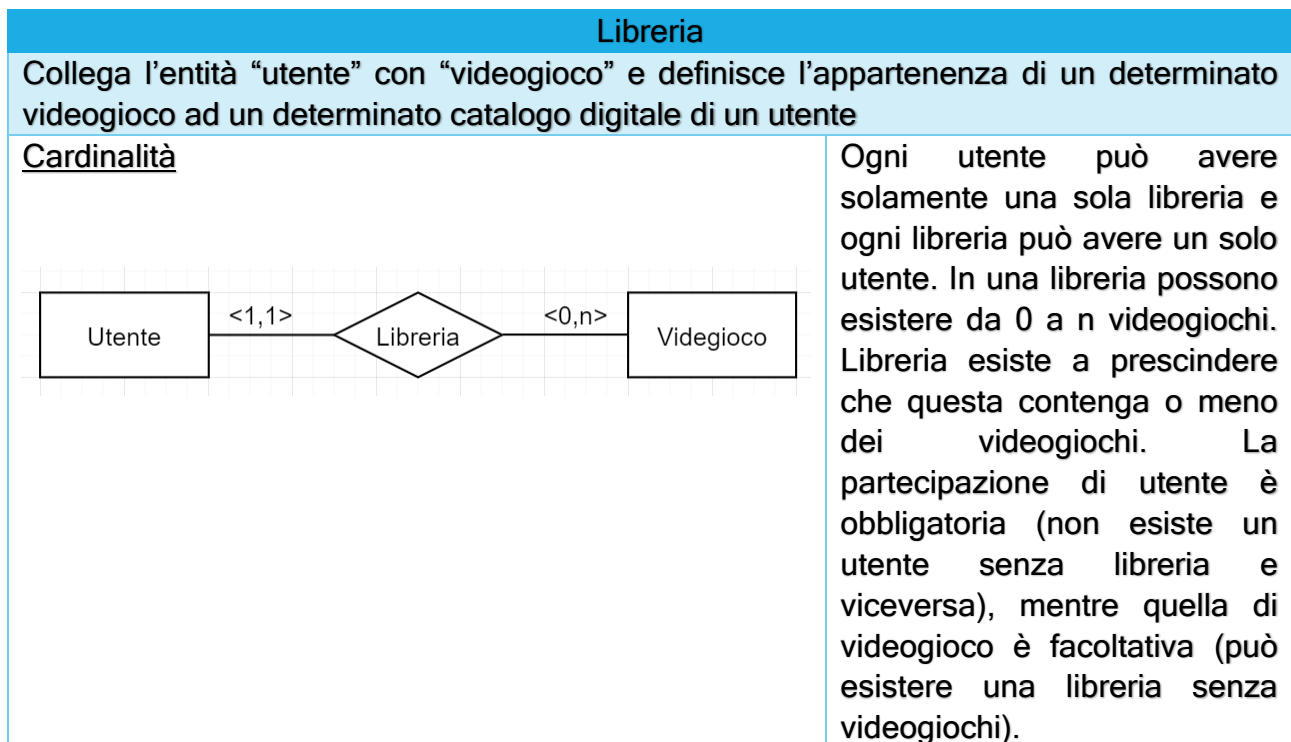 Libreria
Collega l’entità “utente” con “videogioco” e definisce l’appartenenza di un determinato
videogioco ad un determinato catalogo digitale di un utente
Cardinalità
Utente
<1,1>
Libreria
<0,n>
Videgioco
Ogni utente può avere
solamente una sola libreria e
ogni libreria può avere un solo
utente. In una libreria possono
esistere da 0 a n videogiochi.
Libreria esiste a prescindere
che questa contenga o meno
dei videogiochi. La
partecipazione di utente è
obbligatoria (non esiste un
utente senza libreria e
viceversa), mentre quella di
videogioco è facoltativa (può
esistere una libreria senza
videogiochi).